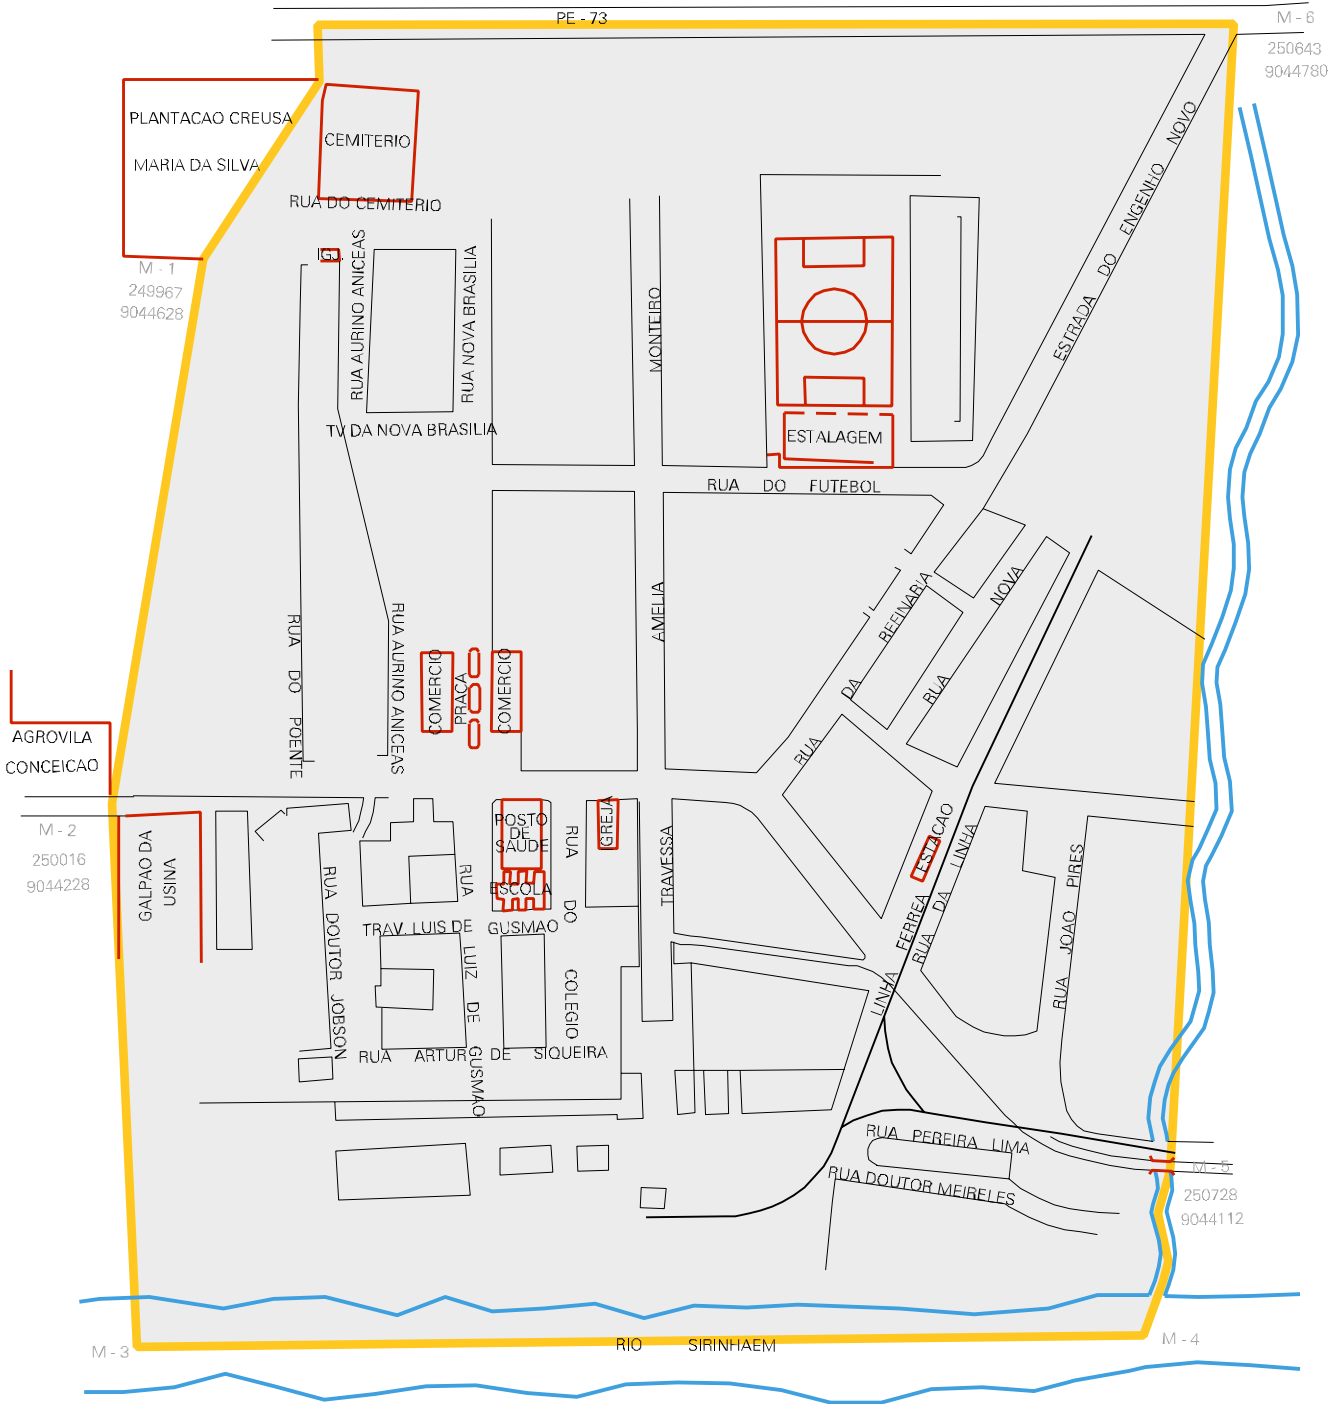 PE - 73
M - 6
250643
9044780
PLANTACAO CREUSA
MARIA DA SILVA
CEMITERIO
RUA DO CEMITERIO
IGJ.
M - 1
249967
9044628
RUA AURINO ANICEAS
RUA NOVA BRASILIA
TV DA NOVA BRASILIA
MONTEIRO
ESTALAGEM
RUA DO FUTEBOL
ESTRADA DO ENGENHO NOVO
RUA DO POENTE
RUA AURINO ANICEAS
COMERCIO
PRACA
COMERCIO
AMELIA
RUA DA REFINARIA
RUA NOVA
AGROVILA
CONCEICAO
M - 2
250016
9044228
GALPAO DA
USINA
RUA DOUTOR JOBSON
RUA LUIZ DE GUSMAO
POSTO
DE
SAUDE
ESCOLA
RUA DO COLEGIO
IGREJA
TRAVESSA
TRAV. LUIS DE GUSMAO
RUA ARTUR DE SIQUEIRA
ESTACAO
LINHA FERREA
RUA DA LINHA
RUA JOAO PIRES
RUA PEREIRA LIMA
RUA DOUTOR MEIRELES
M - 5
250728
9044112
M - 3
RIO SIRINHAEM
M - 4